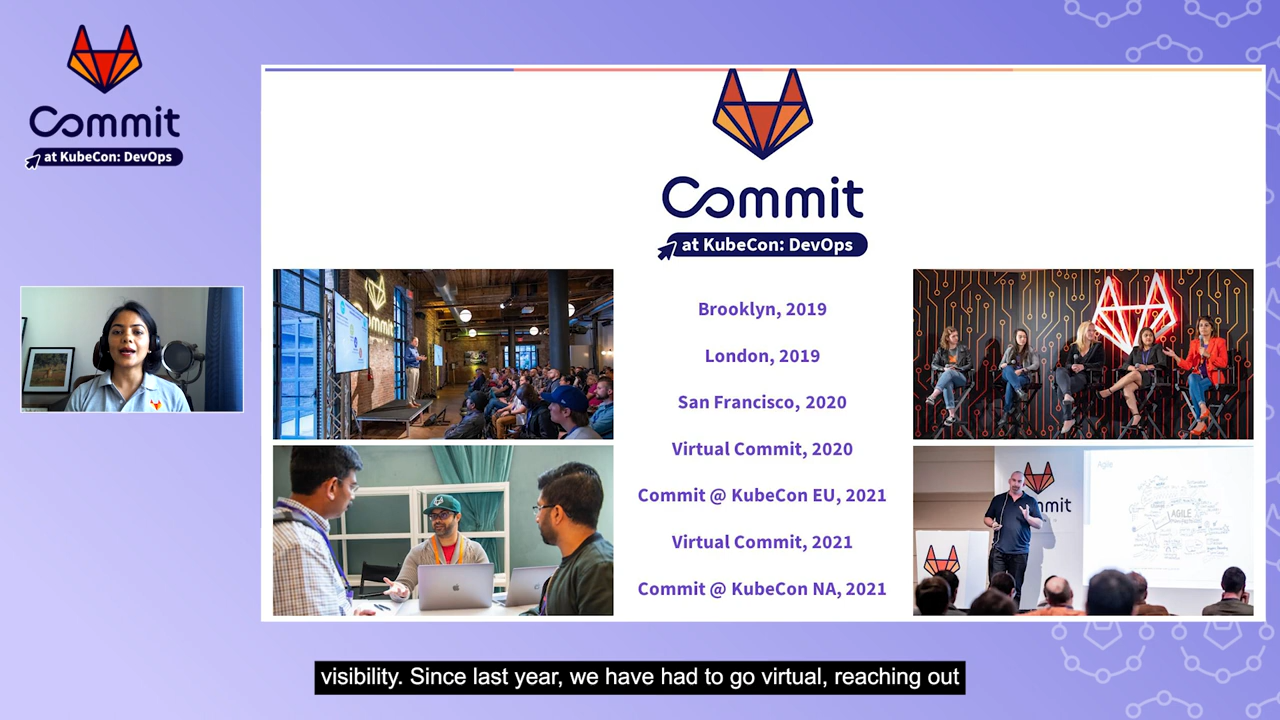 Commit
at KubeCon: DevOps
Commit
at KubeCon: DevOps
Brooklyn, 2019
London, 2019
San Francisco, 2020
Virtual Commit, 2020
Commit @ KubeCon EU, 2021
Virtual Commit, 2021
Commit @ KubeCon NA, 2021
Agile
AGILE
visibility. Since last year, we have had to go virtual, reaching out